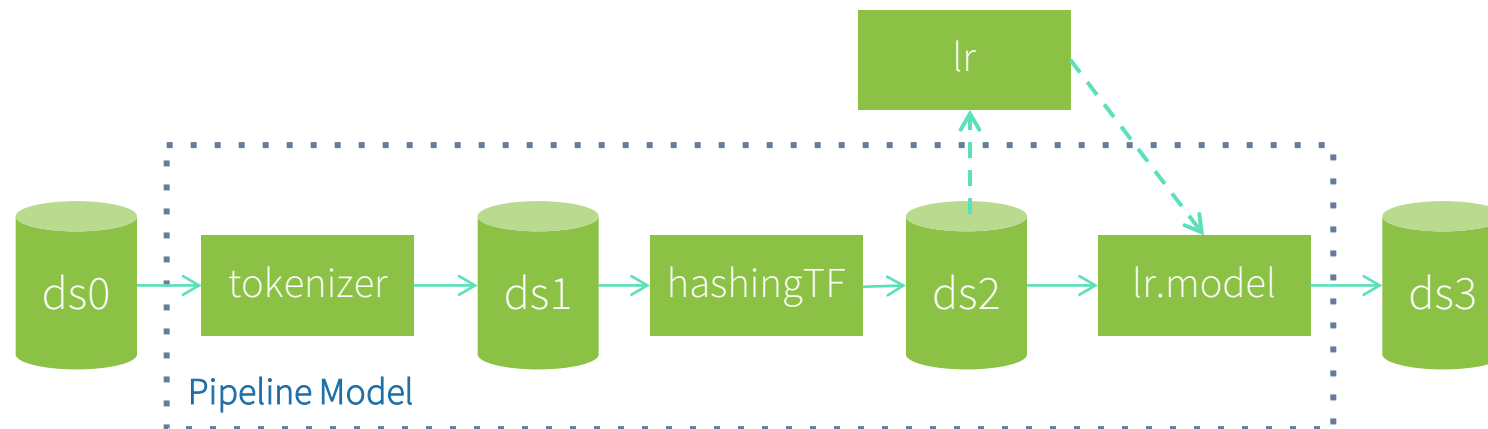 lr
ds0
tokenizer
ds1
hashingTF
ds2
lr.model
ds3
Pipeline Model